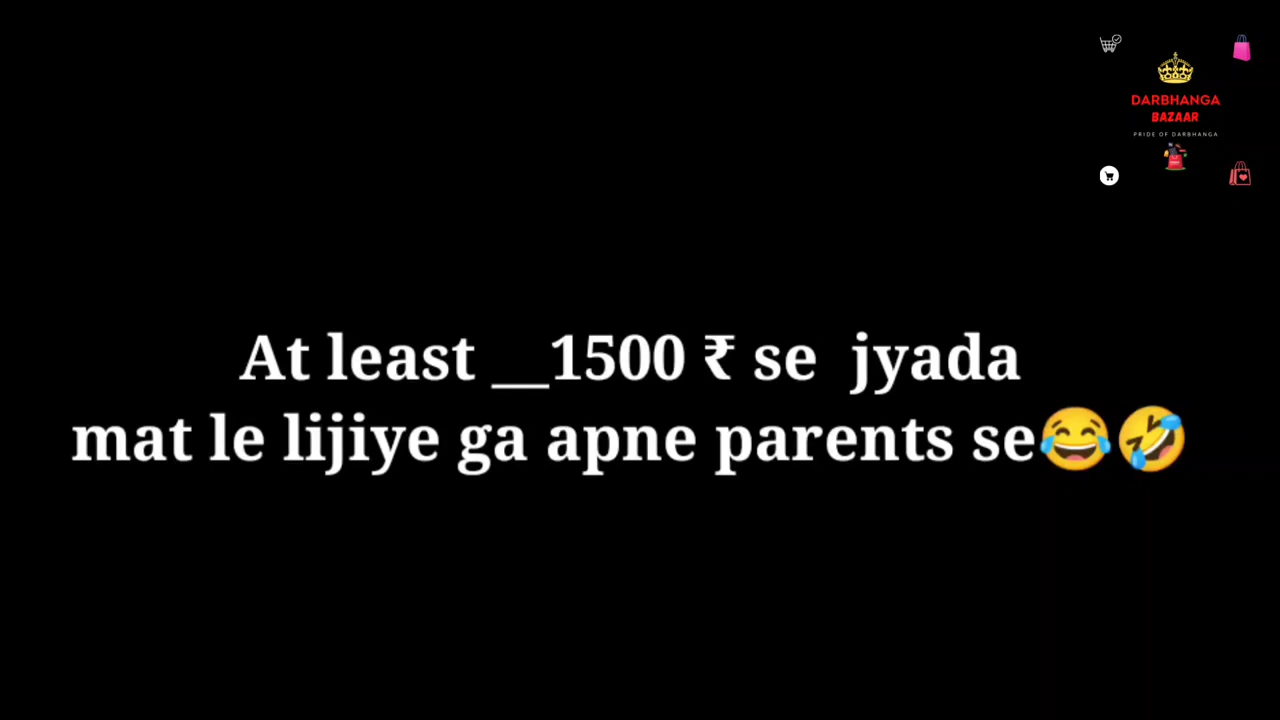 DARBHANGA
BAZAAR
PRIDE OF DARBHANGA
At least __1500 ₹ se  jyada
mat le lijiye ga apne parents se😂🤣